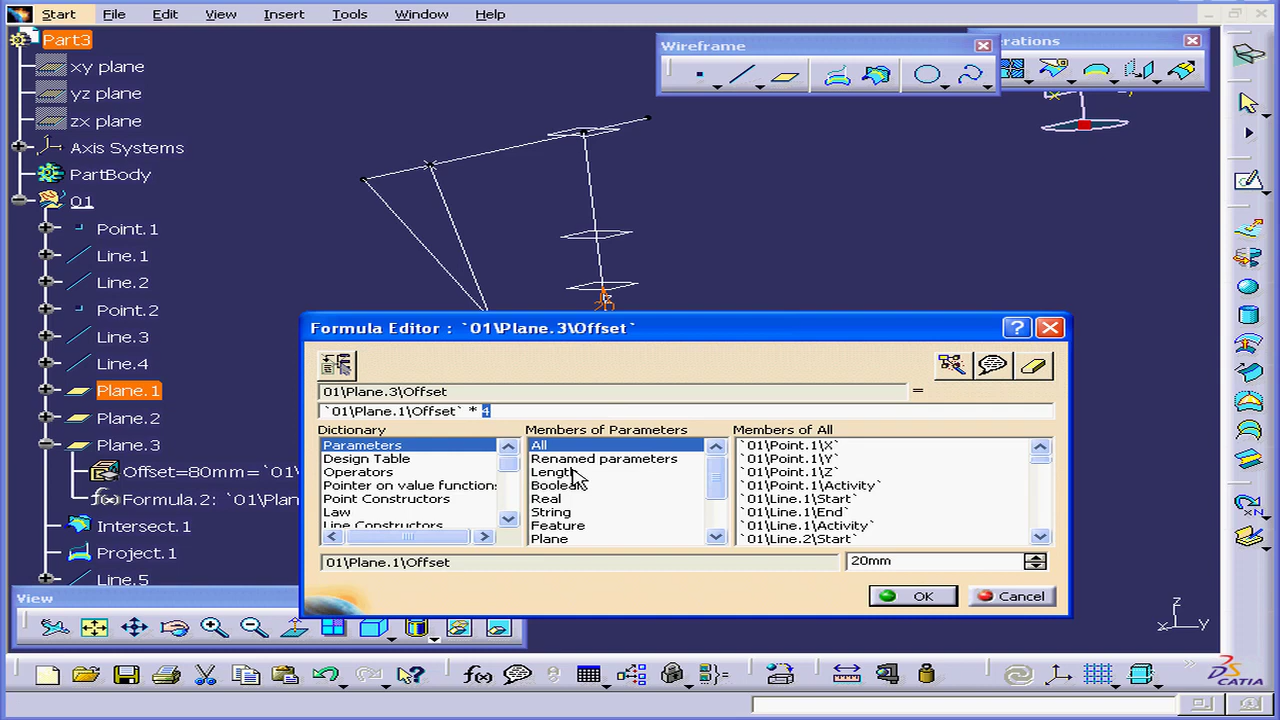 Start File Edit View Insert Tools Window Help
Part3
xy plane
yz plane
zx plane
Axis Systems
PartBody
01
Point.1
Line.1
Line.2
Point.2
Line.3
Line.4
Plane.1
Plane.2
Plane.3
Offset=80mm=`01\
Formula.2: `01\Plan
Intersect.1
Project.1
Line.5
Wireframe
erations
Formula Editor : `01\Plane.3\Offset`
01\Plane.3\Offset =
`01\Plane.1\Offset` * 4
Dictionary Members of Parameters Members of All
Parameters All `01\Point.1\X`
Design Table Renamed parameters `01\Point.1\Y`
Operators Length `01\Point.1\Z`
Pointer on value function Boolean `01\Point.1\Activity`
Point Constructors Real `01\Line.1\Start`
Law String `01\Line.1\End`
Line Constructors Feature `01\Line.1\Activity`
Plane `01\Line.2\Start`
01\Plane.1\Offset 20mm
OK Cancel
View
z
x y
CATIA